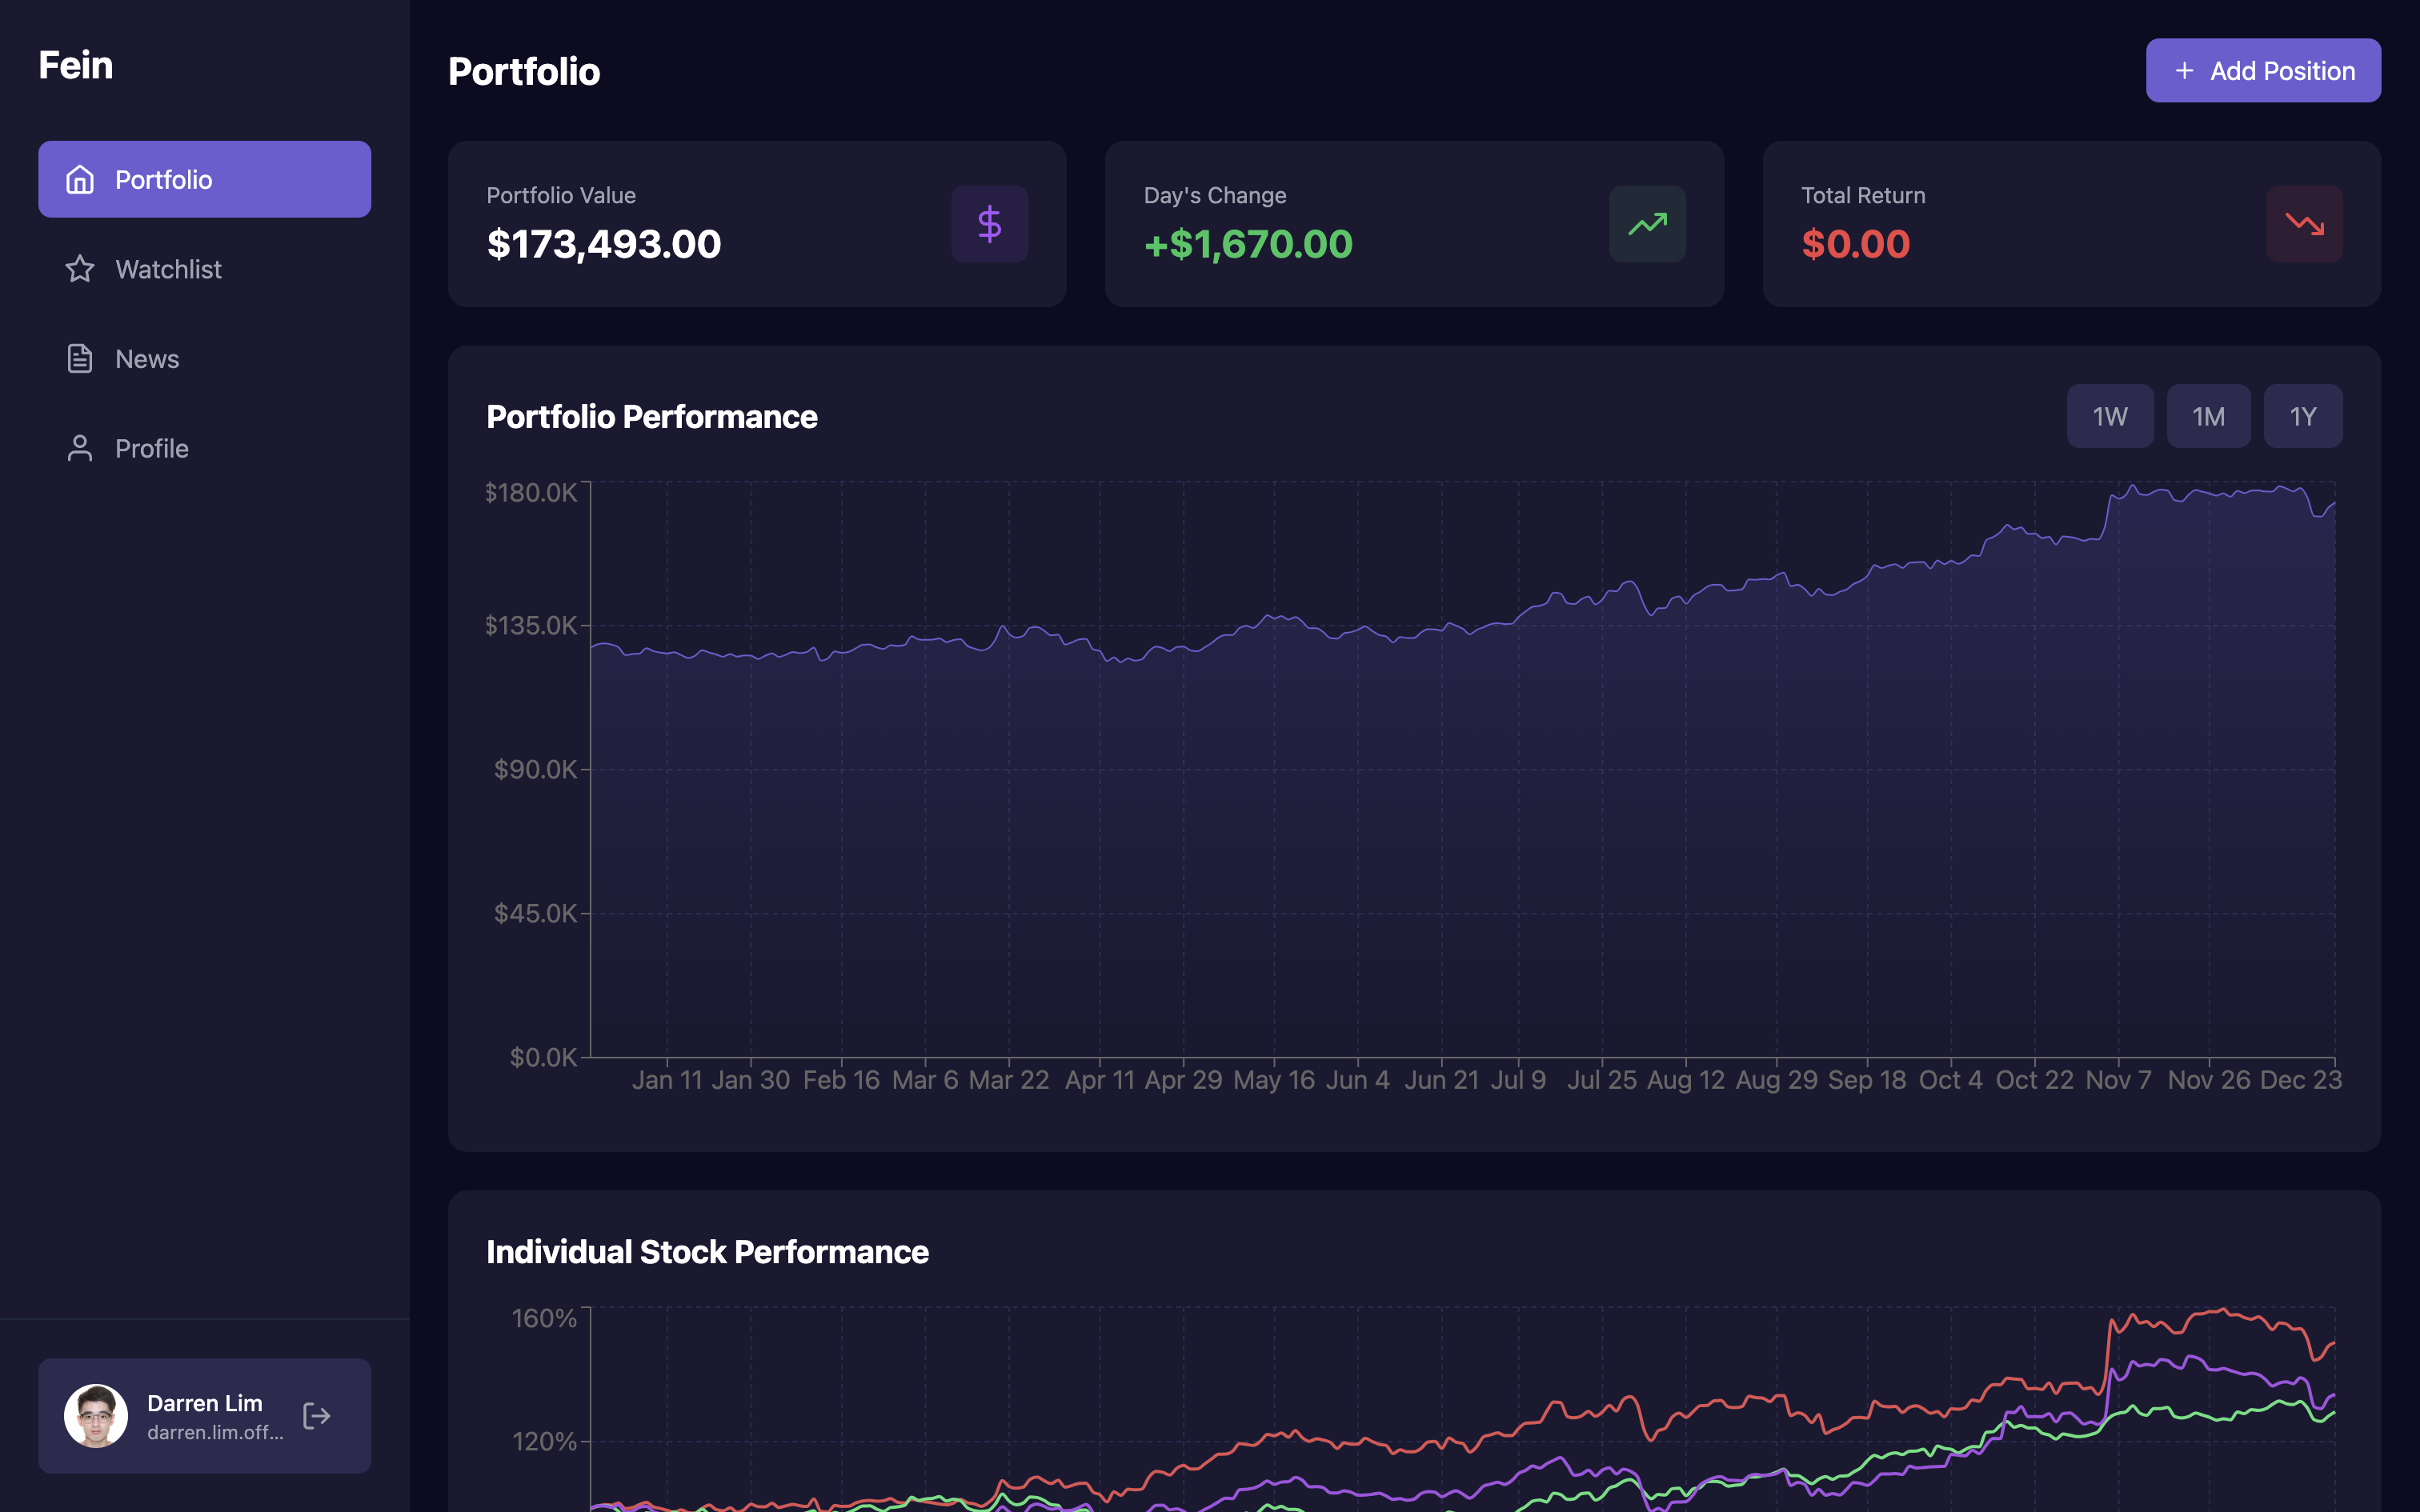 Fein
Portfolio
Watchlist
News
Profile
Darren Lim
darren.lim.off...
Portfolio
+ Add Position
Portfolio Value
$173,493.00
$
Day's Change
+$1,670.00
Total Return
$0.00
Portfolio Performance
1W 1M 1Y
$180.0K
$135.0K
$90.0K
$45.0K
$0.0K
Jan 11 Jan 30 Feb 16 Mar 6 Mar 22 Apr 11 Apr 29 May 16 Jun 4 Jun 21 Jul 9 Jul 25 Aug 12 Aug 29 Sep 18 Oct 4 Oct 22 Nov 7 Nov 26 Dec 23
Individual Stock Performance
160%
120%